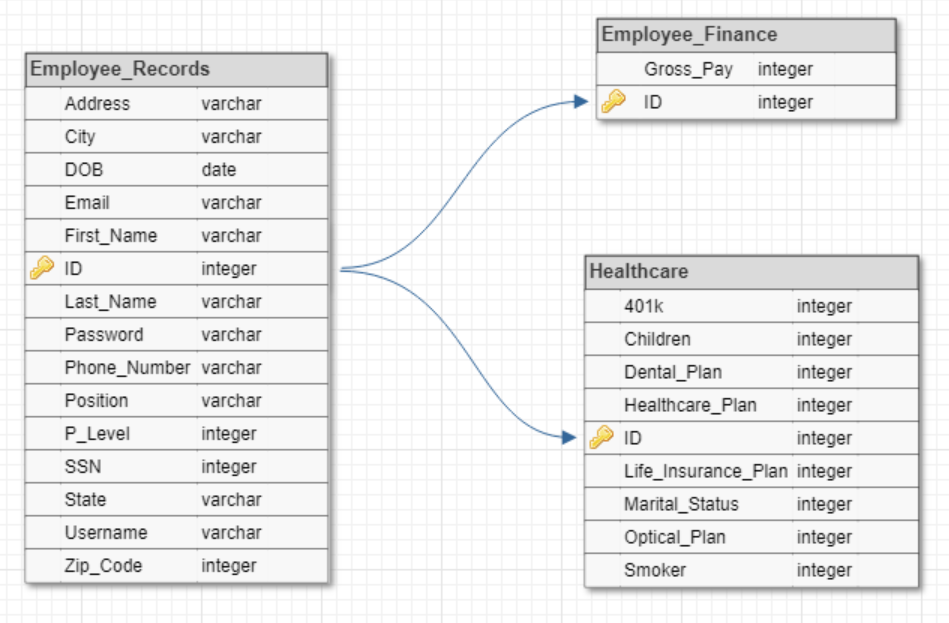 Employee_Records
Address varchar
City varchar
DOB date
Email varchar
First_Name varchar
ID integer
Last_Name varchar
Password varchar
Phone_Number varchar
Position varchar
P_Level integer
SSN integer
State varchar
Username varchar
Zip_Code integer
Employee_Finance
Gross_Pay integer
ID integer
Healthcare
401k integer
Children integer
Dental_Plan integer
Healthcare_Plan integer
ID integer
Life_Insurance_Plan integer
Marital_Status integer
Optical_Plan integer
Smoker integer